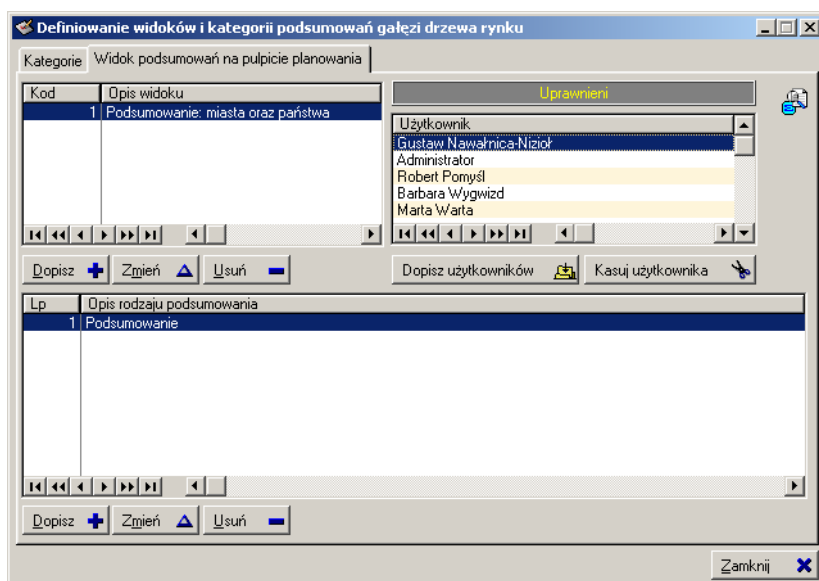 Definiowanie widoków i kategorii podsumowań gałęzi drzewa rynku
Kategorie
Widok podsumowań na pulpicie planowania
Kod
Opis widoku
1
Podsumowanie: miasta oraz państwa
Uprawnieni
Użytkownik
Gustaw Nawałnica-Nizioł
Administrator
Robert Pomyśl
Barbara Wygwizd
Marta Warta
Dopisz
Zmień
Usuń
Dopisz użytkowników
Kasuj użytkownika
Lp
Opis rodzaju podsumowania
1
Podsumowanie
Dopisz
Zmień
Usuń
Zamknij